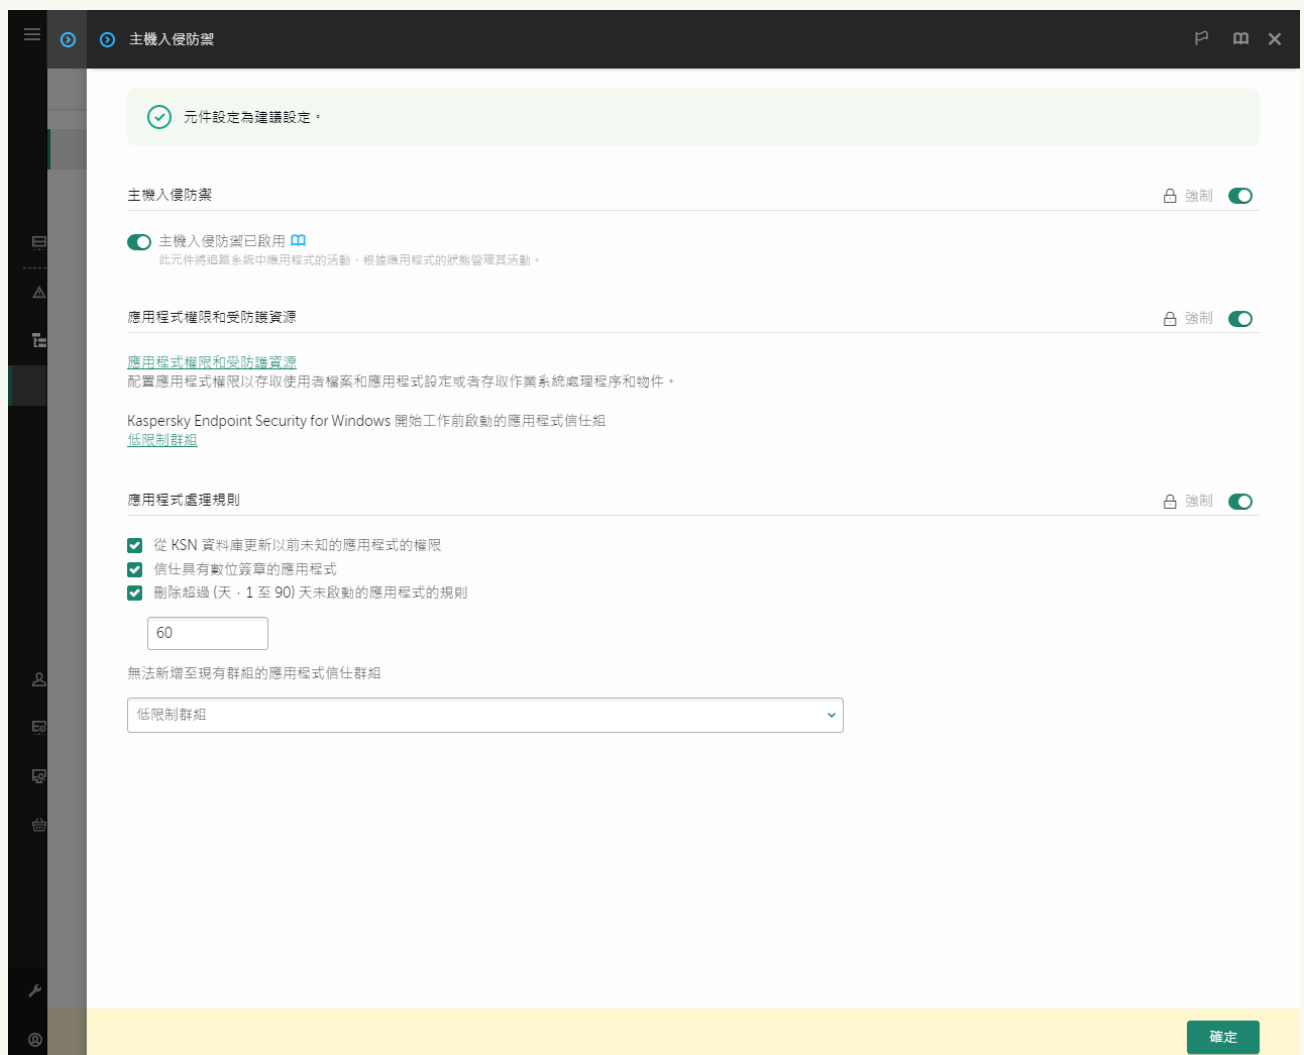 主機入侵防禦
元件設定為建議設定。
主機入侵防禦 強制
主機入侵防禦已啟用
此元件將追蹤系統中應用程式的活動，根據應用程式的狀態管理其活動。
應用程式權限和受防護資源 強制
應用程式權限和受防護資源
配置應用程式權限以存取使用者檔案和應用程式設定或者存取作業系統處理程序和物件。
Kaspersky Endpoint Security for Windows 開始工作前啟動的應用程式信任組
低限制群組
應用程式處理規則 強制
從 KSN 資料庫更新以前未知的應用程式的權限
信任具有數位簽章的應用程式
刪除超過 (天，1 至 90) 天未啟動的應用程式的規則
60
無法新增至現有群組的應用程式信任群組
低限制群組
確定